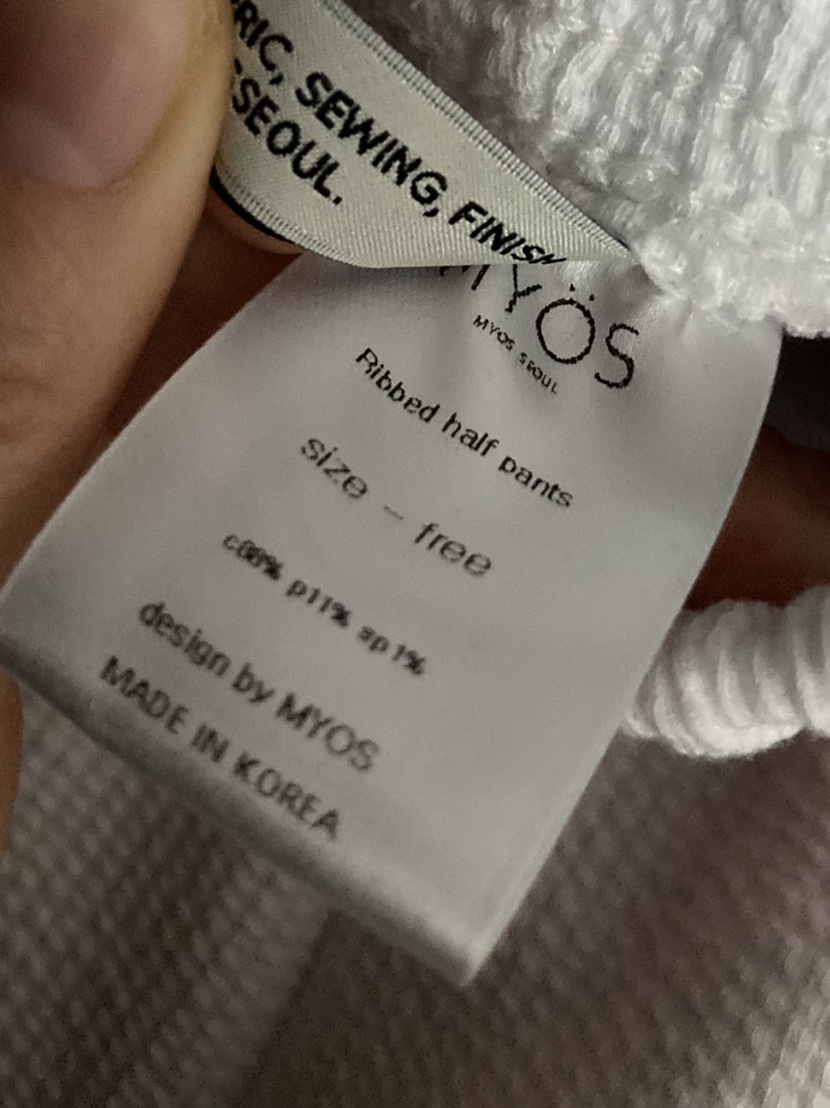 RIC, SEWING, FINISH
SEOUL.
MYÖS
MYOS SEOUL
Ribbed half pants
size - free
c88% p11% sp1%
design by MYOS
MADE IN KOREA